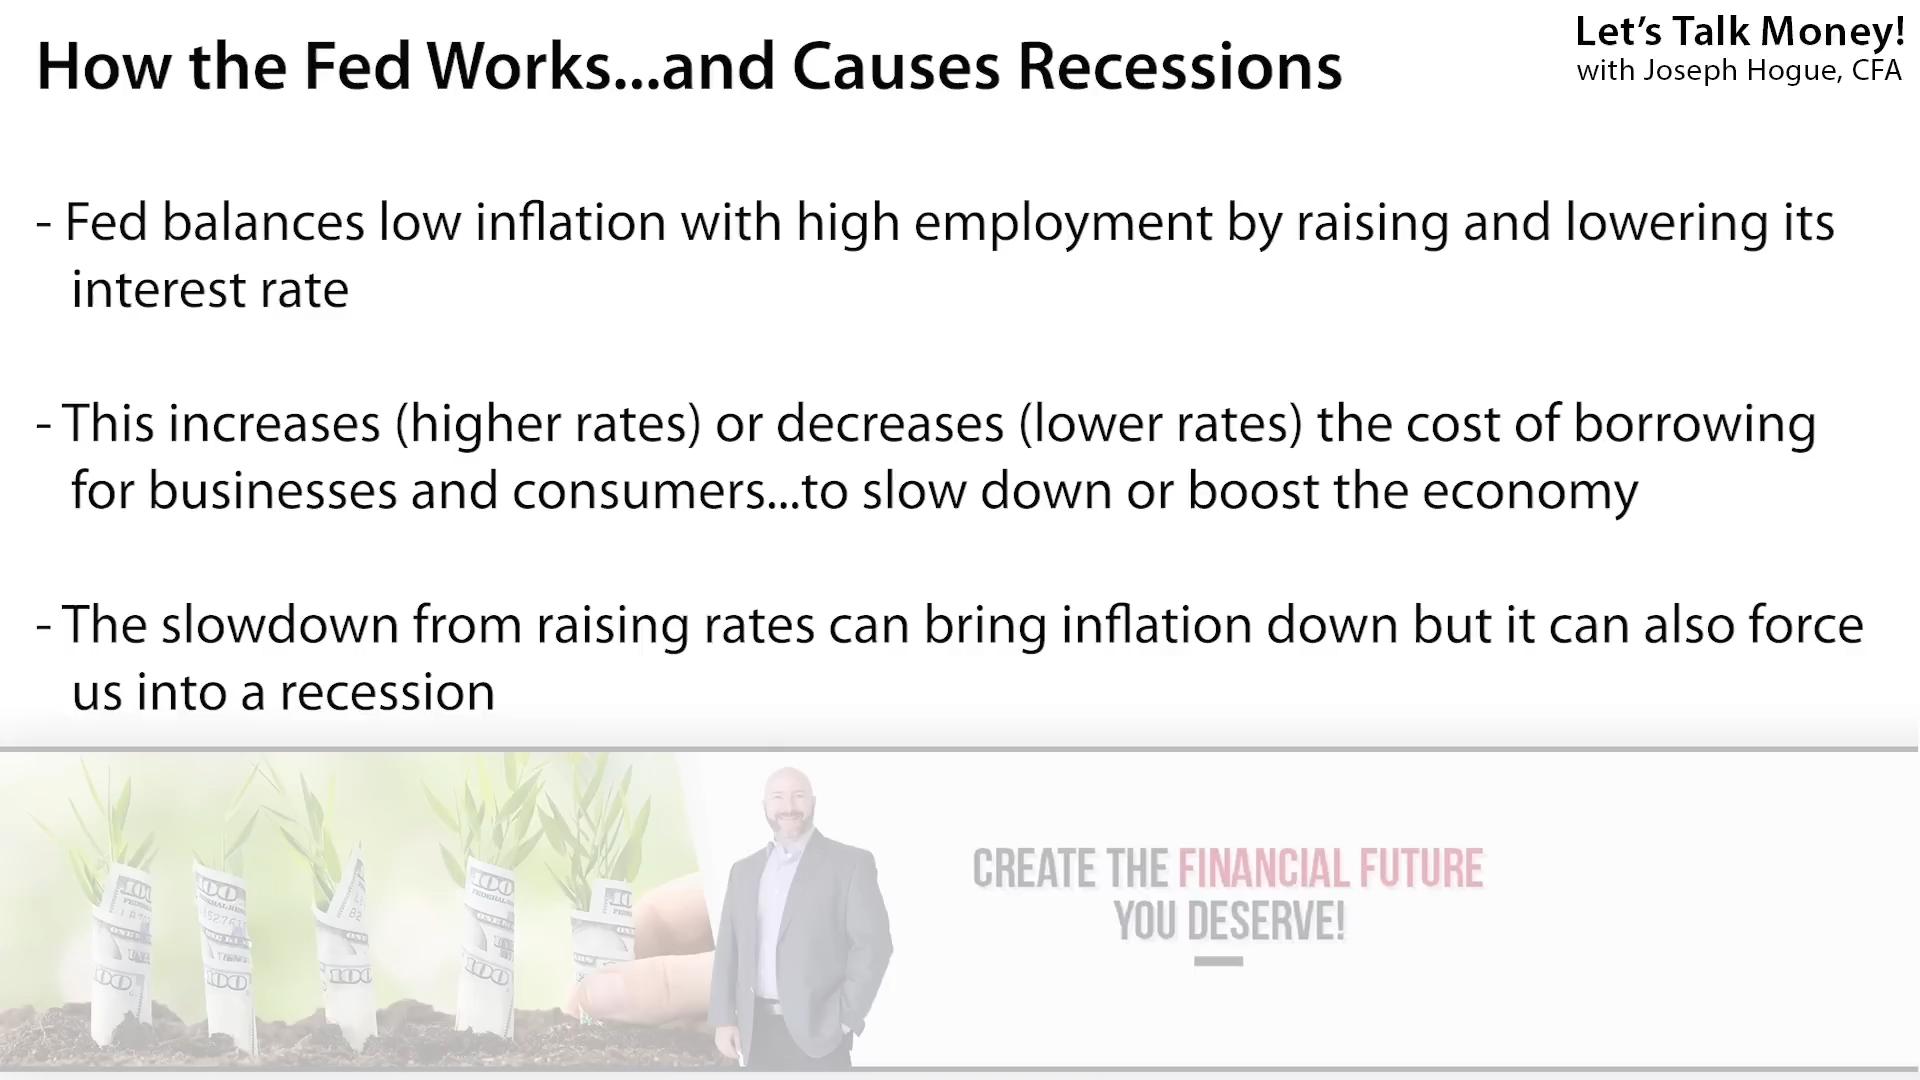 How the Fed Works...and Causes Recessions
Let's Talk Money!
with Joseph Hogue, CFA
- Fed balances low inflation with high employment by raising and lowering its
interest rate
- This increases (higher rates) or decreases (lower rates) the cost of borrowing
for businesses and consumers...to slow down or boost the economy
- The slowdown from raising rates can bring inflation down but it can also force
us into a recession
CREATE THE FINANCIAL FUTURE
YOU DESERVE!